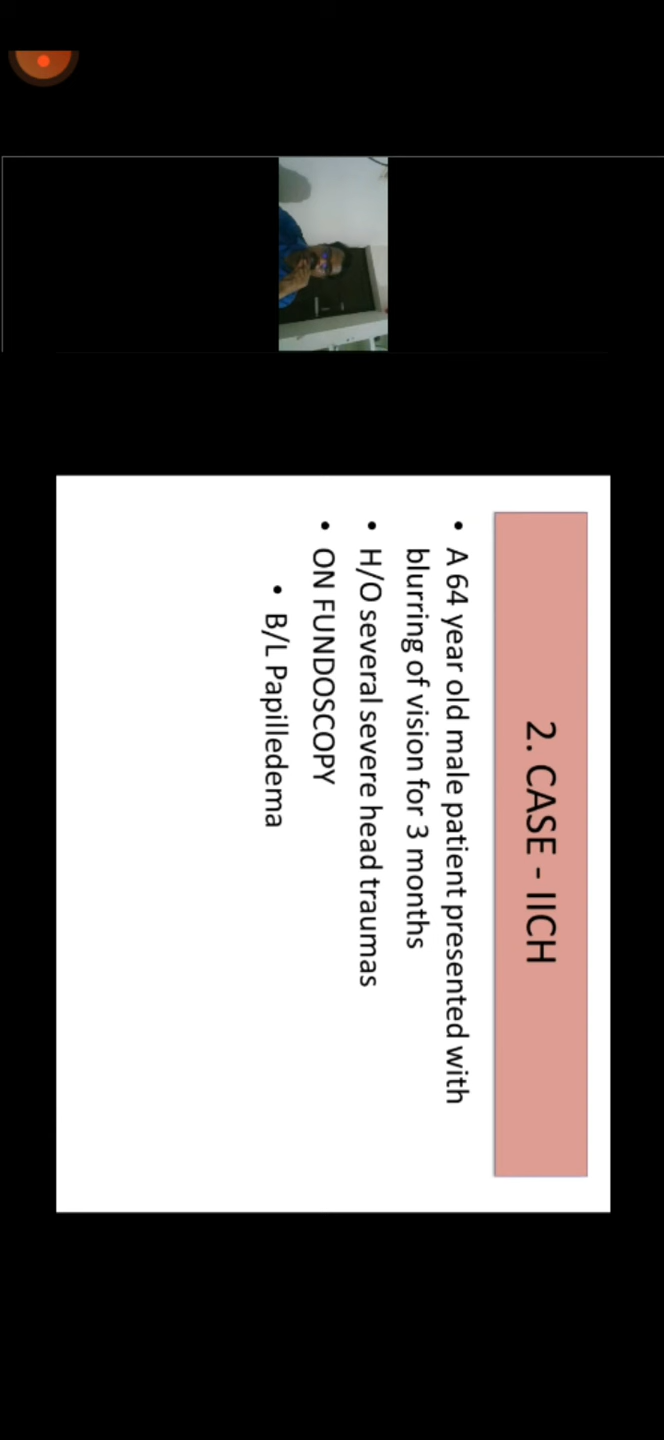 2. CASE - IICH
• A 64 year old male patient presented with
blurring of vision for 3 months
• H/O several severe head traumas
• ON FUNDOSCOPY
• B/L Papilledema